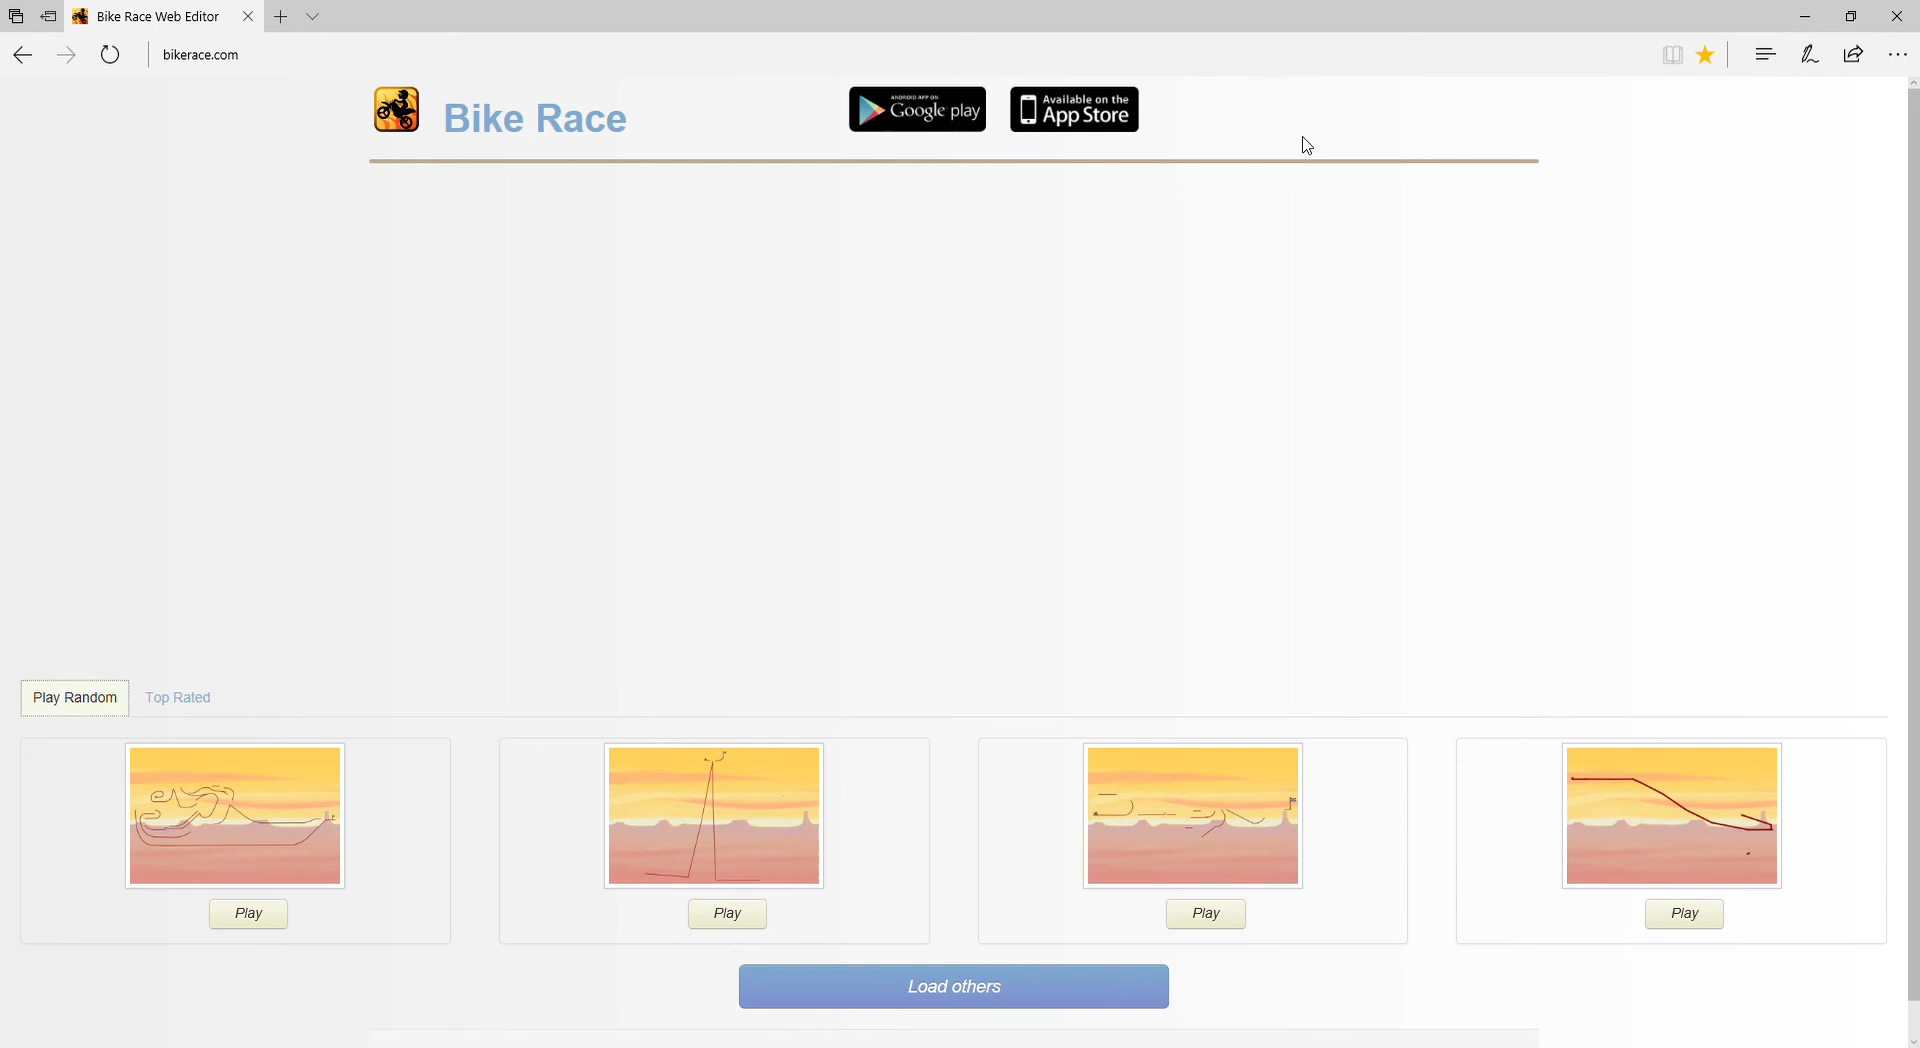 Bike Race Web Editor
bikerace.com
Bike Race
ANDROID APP ON
Google play
Available on the
App Store
Play Random
Top Rated
Play
Play
Play
Play
Load others